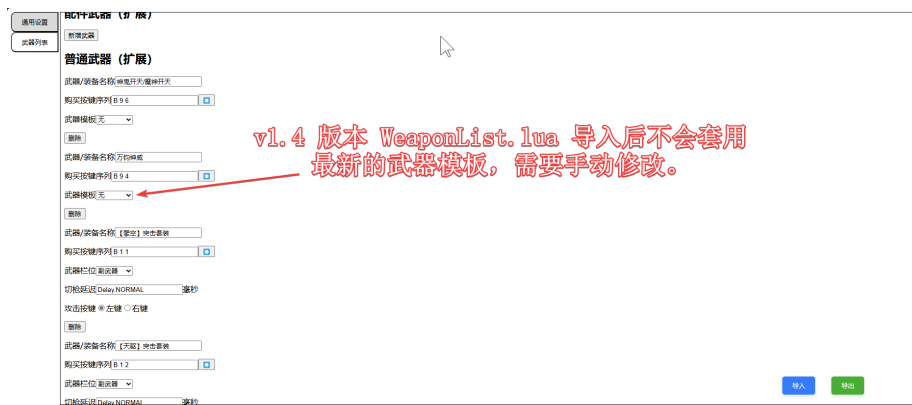 通用设置
武器列表
配件武器（扩展）
新增武器
普通武器（扩展）
武器/装备名称 神鬼开天/魔神开天
购买按键序列 B 9 6
武器模板 无
删除
武器/装备名称 万钧神威
购买按键序列 B 9 4
武器模板 无
删除
武器/装备名称 【擎空】突击套装
购买按键序列 B 1 1
武器栏位 副武器
切枪延迟 Delay.NORMAL 毫秒
攻击按键 左键 右键
删除
武器/装备名称 【天驱】突击套装
购买按键序列 B 1 2
武器栏位 副武器
切枪延迟 Delay.NORMAL 毫秒
v1.4 版本 WeaponList.lua 导入后不会套用
最新的武器模板，需要手动修改。
导入
导出